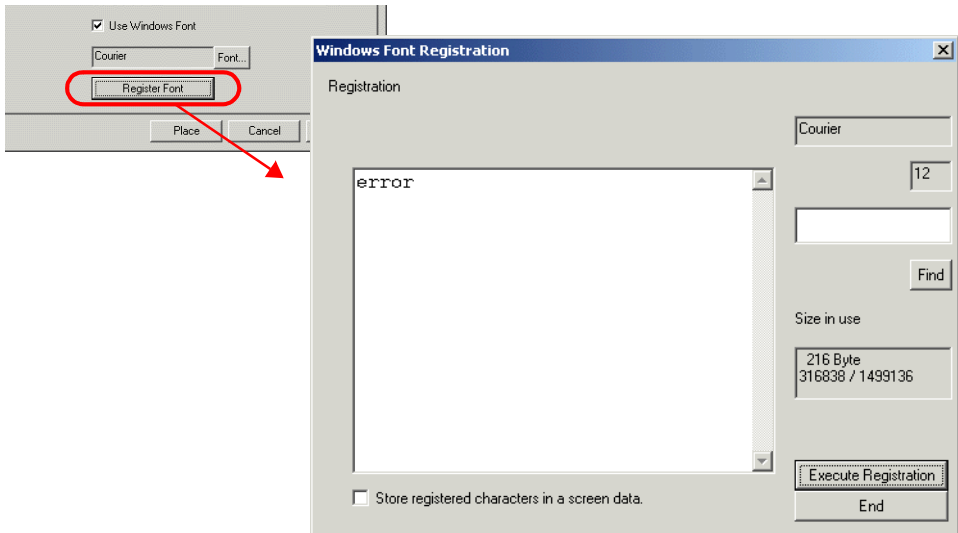 Use Windows Font
Courier
Font...
Register Font
Place
Cancel
Windows Font Registration
Registration
Courier
error
12
Find
Size in use
216 Byte
316838 / 1499136
Execute Registration
Store registered characters in a screen data.
End